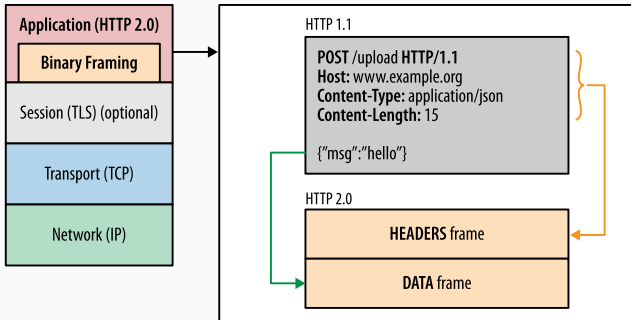 Application (HTTP 2.0)
Binary Framing
Session (TLS) (optional)
Transport (TCP)
Network (IP)
HTTP 1.1
POST /upload HTTP/1.1
Host: www.example.org
Content-Type: application/json
Content-Length: 15
{"msg":"hello"}
HTTP 2.0
HEADERS frame
DATA frame